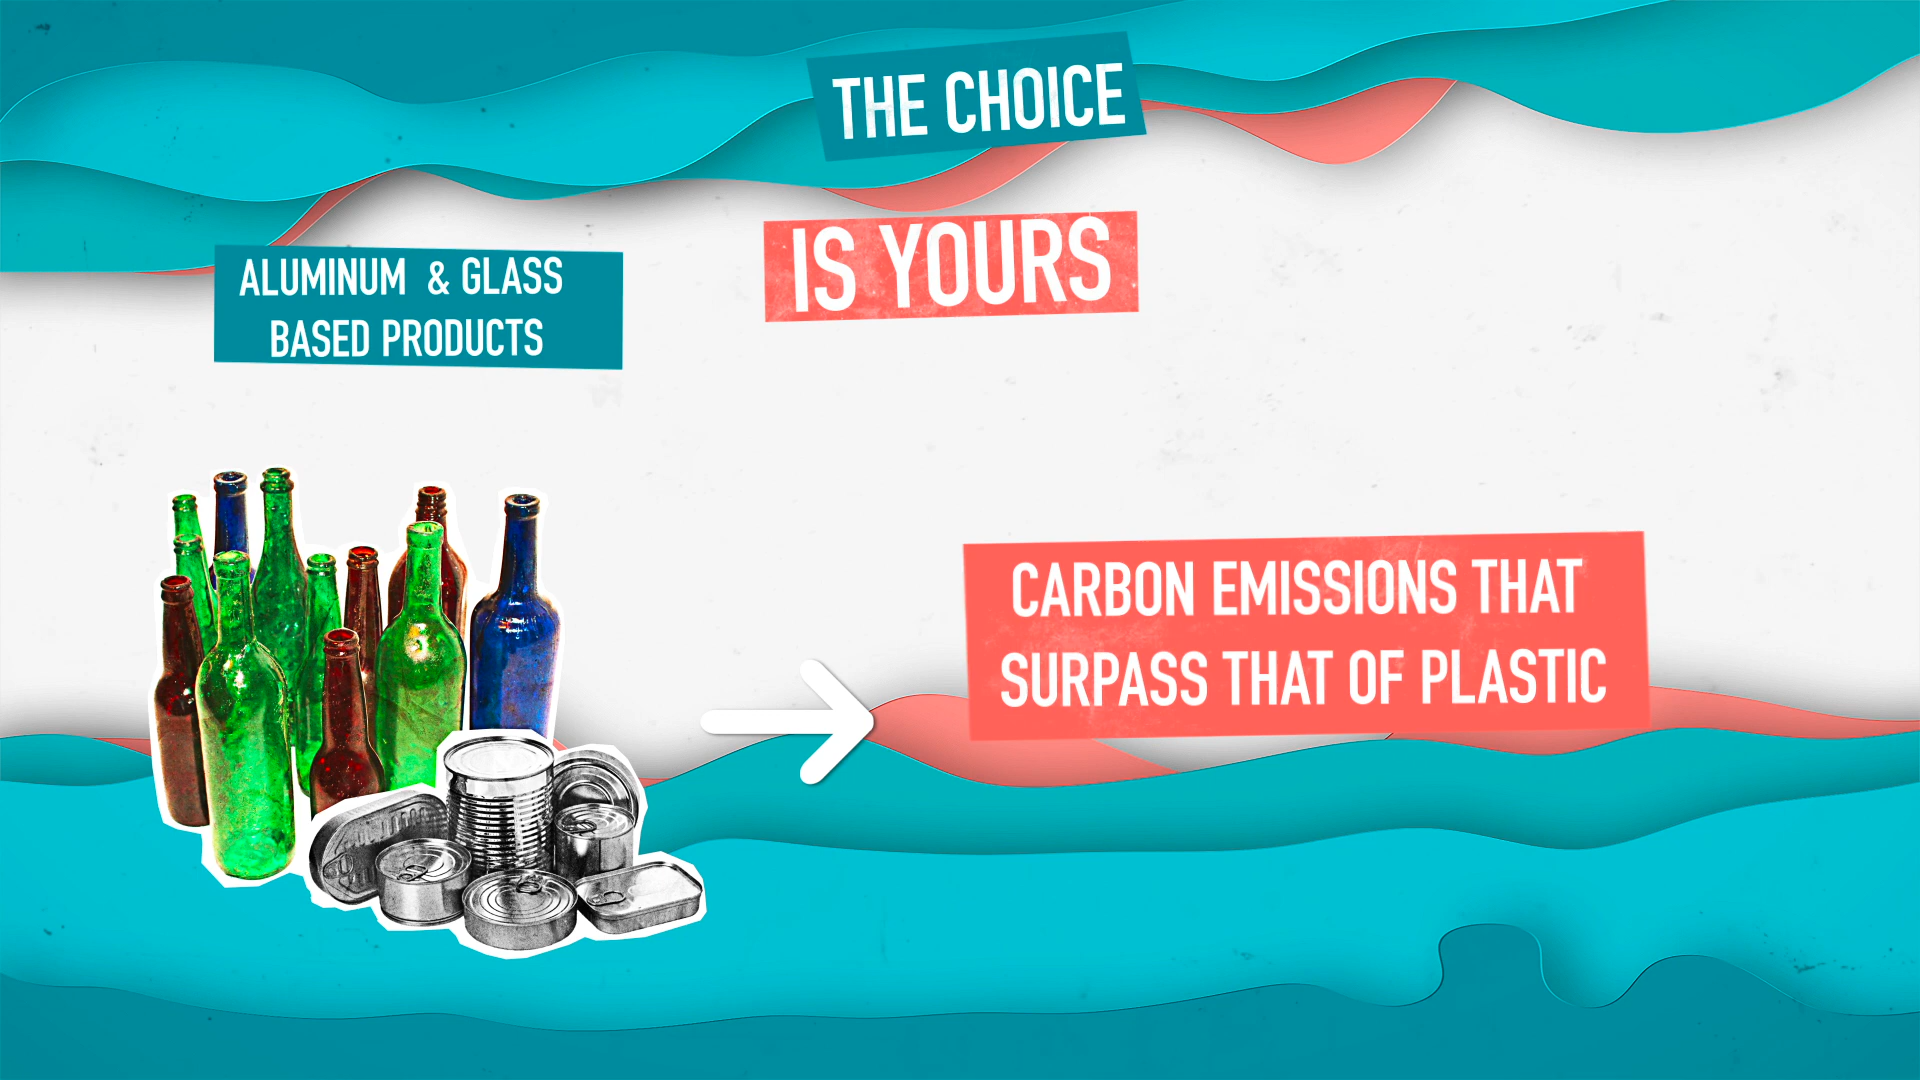 THE CHOICE
IS YOURS
ALUMINUM & GLASS
BASED PRODUCTS
CARBON EMISSIONS THAT
SURPASS THAT OF PLASTIC